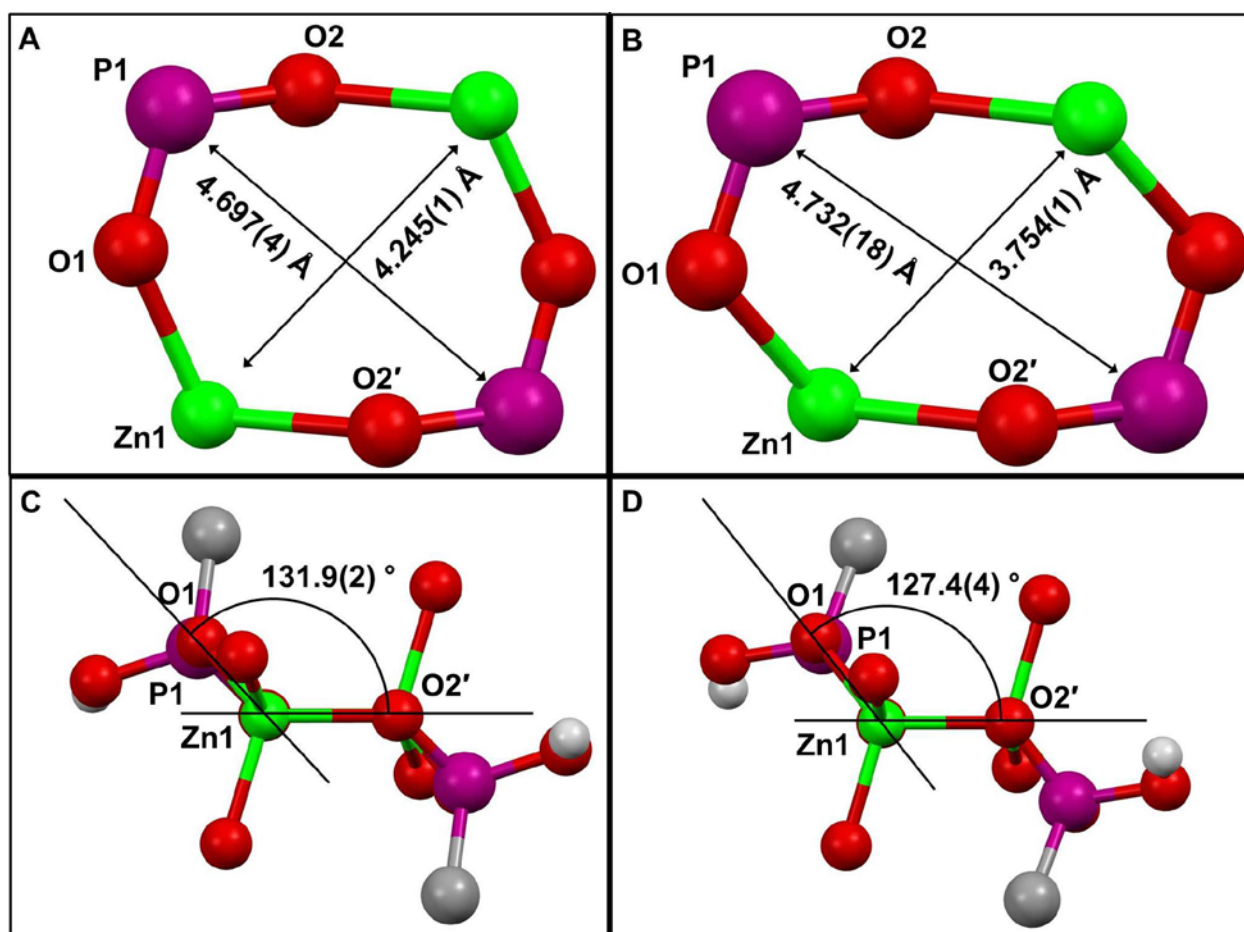 A
O2
P1
4.697(4) Å
4.245(1) Å
O1
O2′
Zn1
B
O2
P1
4.732(18) Å
3.754(1) Å
O1
O2′
Zn1
C
131.9(2) °
O1
P1
O2′
Zn1
D
127.4(4) °
O1
P1
O2′
Zn1